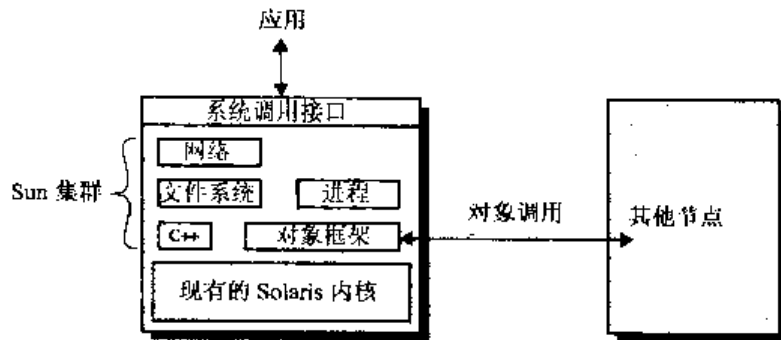 应用
系统调用接口
网络
Sun 集群
文件系统
进程
C++
对象框架
对象调用
其他节点
现有的 Solaris 内核